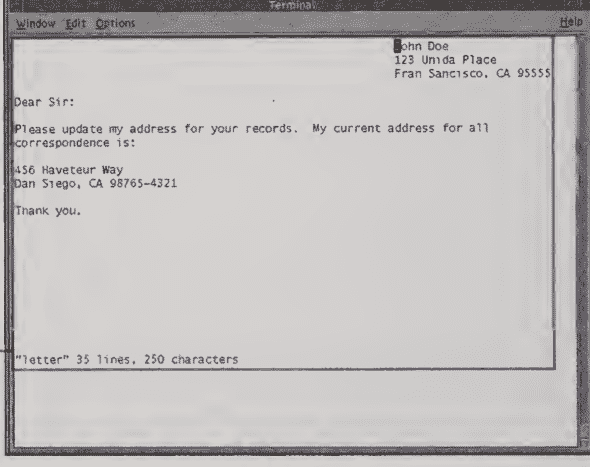 Terminal
Window Edit Options Help
John Doe
123 Unida Place
Fran Sancisco, CA 95555
Dear Sir:
Please update my address for your records. My current address for all
correspondence is:
456 Haveteur Way
Dan Siego, CA 98765-4321
Thank you.
"letter" 35 lines, 250 characters